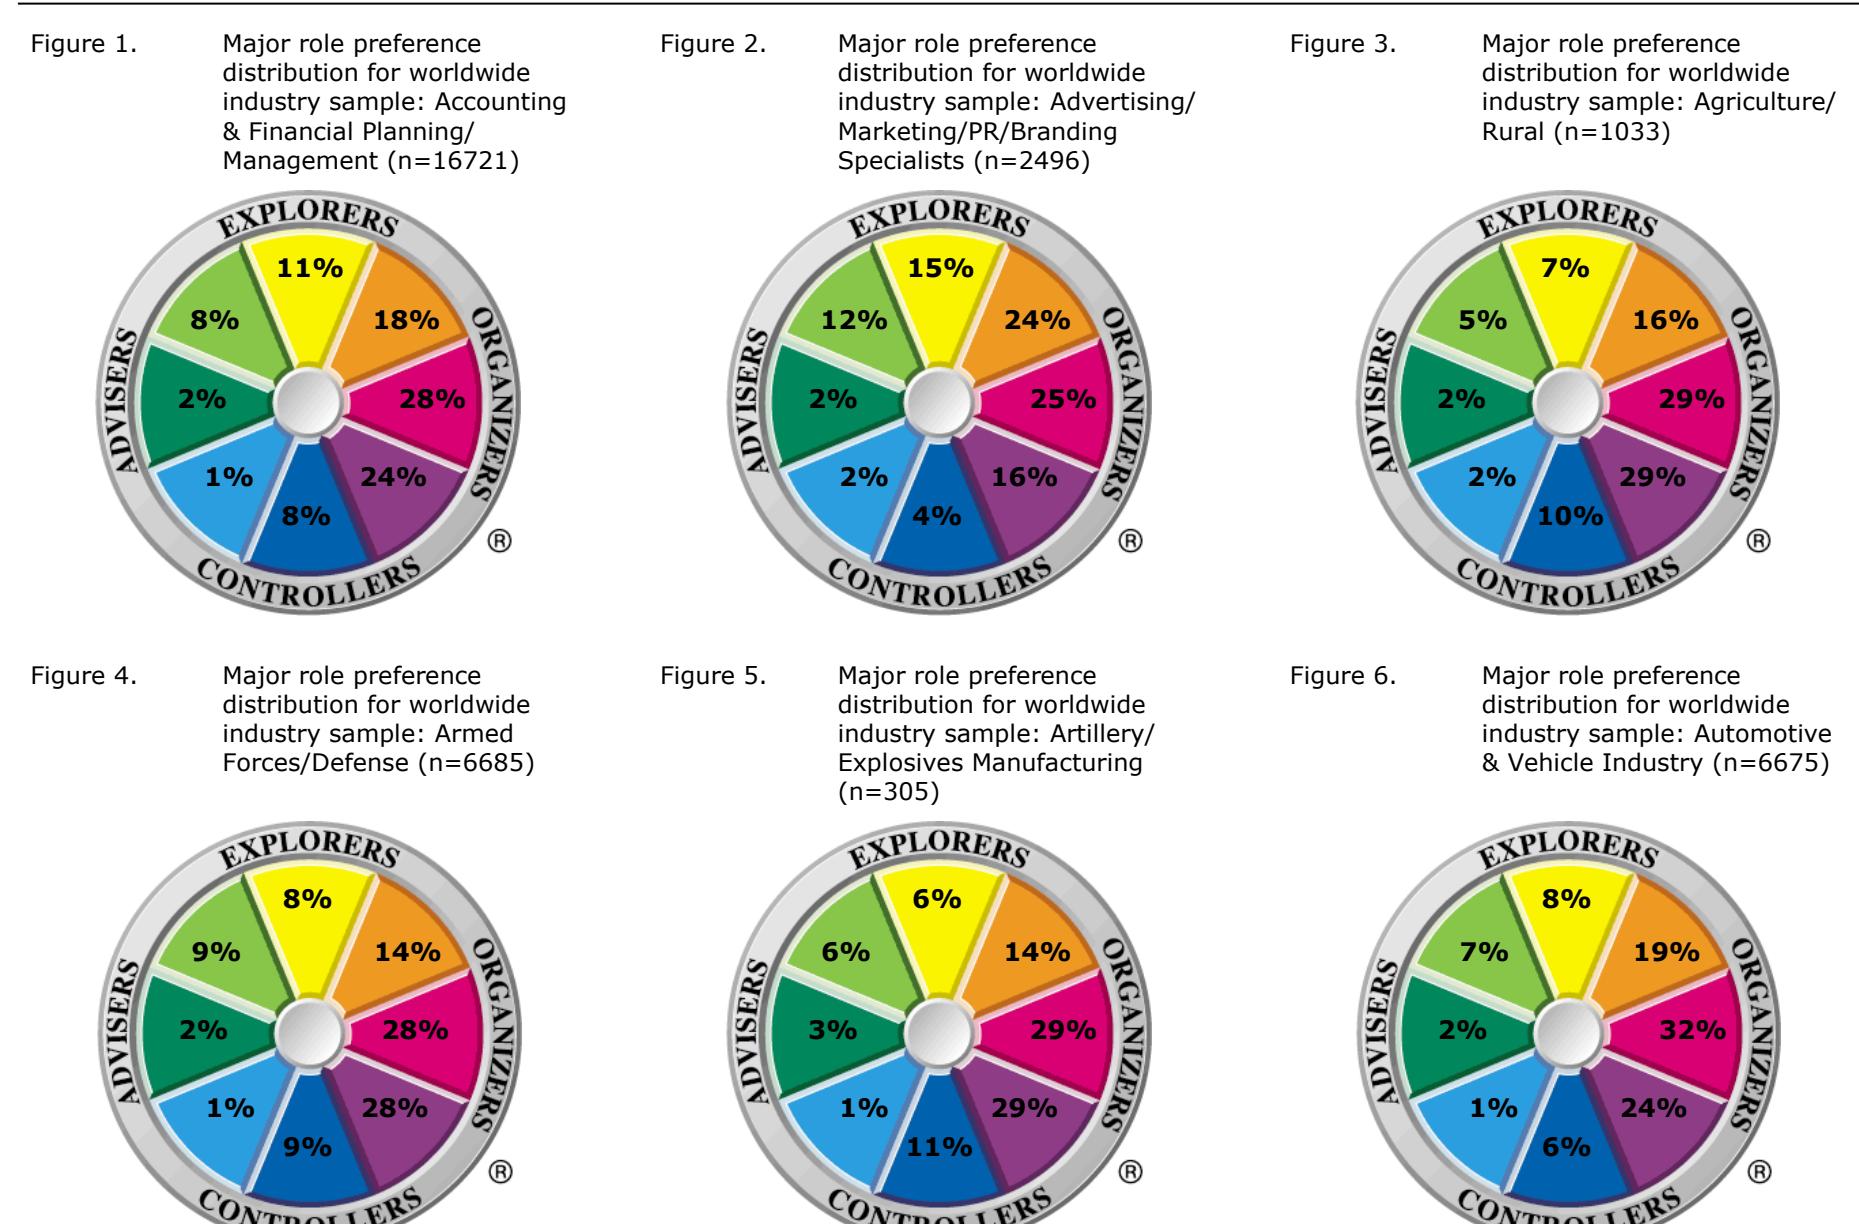 Figure 1.
Major role preference
distribution for worldwide
industry sample: Accounting
& Financial Planning/
Management (n=16721)
EXPLORERS
ORGANIZERS
CONTROLLERS
ADVISERS
11%
18%
28%
24%
8%
1%
2%
8%
®
Figure 2.
Major role preference
distribution for worldwide
industry sample: Advertising/
Marketing/PR/Branding
Specialists (n=2496)
EXPLORERS
ORGANIZERS
CONTROLLERS
ADVISERS
15%
24%
25%
16%
4%
2%
2%
12%
®
Figure 3.
Major role preference
distribution for worldwide
industry sample: Agriculture/
Rural (n=1033)
EXPLORERS
ORGANIZERS
CONTROLLERS
ADVISERS
7%
16%
29%
29%
10%
2%
2%
5%
®
Figure 4.
Major role preference
distribution for worldwide
industry sample: Armed
Forces/Defense (n=6685)
EXPLORERS
ORGANIZERS
CONTROLLERS
ADVISERS
8%
14%
28%
28%
9%
1%
2%
9%
®
Figure 5.
Major role preference
distribution for worldwide
industry sample: Artillery/
Explosives Manufacturing
(n=305)
EXPLORERS
ORGANIZERS
CONTROLLERS
ADVISERS
6%
14%
29%
29%
11%
1%
3%
6%
®
Figure 6.
Major role preference
distribution for worldwide
industry sample: Automotive
& Vehicle Industry (n=6675)
EXPLORERS
ORGANIZERS
CONTROLLERS
ADVISERS
8%
19%
32%
24%
6%
1%
2%
7%
®